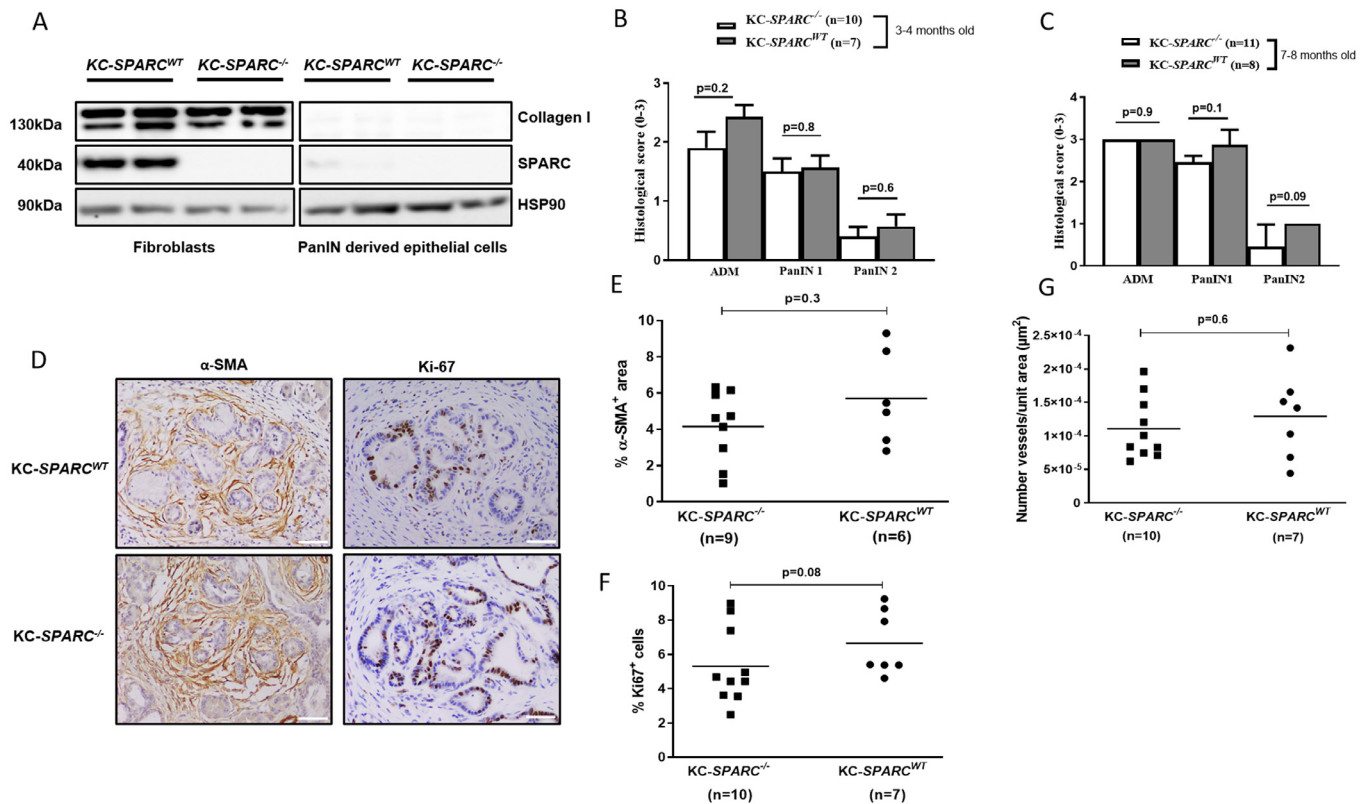 A
KC-SPARC^WT KC-SPARC^-/- KC-SPARC^WT KC-SPARC^-/-
130kDa Collagen I
40kDa SPARC
90kDa HSP90
Fibroblasts PanIN derived epithelial cells
B
KC-SPARC^-/- (n=10)
KC-SPARC^WT (n=7)
3-4 months old
Histological score (0-3)
3
2
1
0
p=0.2
p=0.8
p=0.6
ADM PanIN 1 PanIN 2
C
KC-SPARC^-/- (n=11)
KC-SPARC^WT (n=8)
7-8 months old
Histological score (0-3)
4
3
2
1
0
p=0.9
p=0.1
p=0.09
ADM PanIN1 PanIN2
D
α-SMA Ki-67
KC-SPARC^WT
KC-SPARC^-/-
E
p=0.3
% α-SMA+ area
10
8
6
4
2
0
KC-SPARC^-/- KC-SPARC^WT
(n=9) (n=6)
F
p=0.08
% Ki67+ cells
10
8
6
4
2
0
KC-SPARC^-/- KC-SPARC^WT
(n=10) (n=7)
G
p=0.6
Number vessels/unit area (µm²)
2.5×10⁻⁴
2×10⁻⁴
1.5×10⁻⁴
1×10⁻⁴
5×10⁻⁵
0
KC-SPARC^-/- KC-SPARC^WT
(n=10) (n=7)